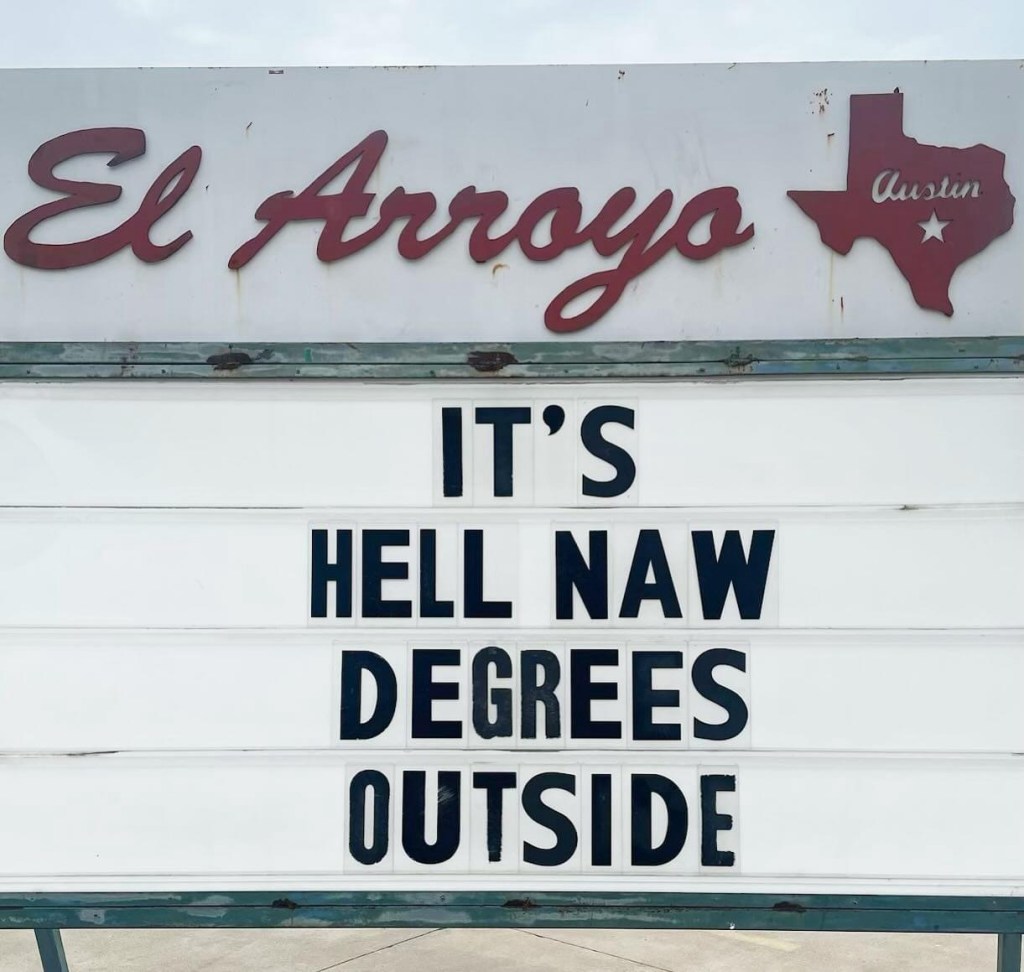 El Arroyo
Austin
IT'S
HELL NAW
DEGREES
OUTSIDE